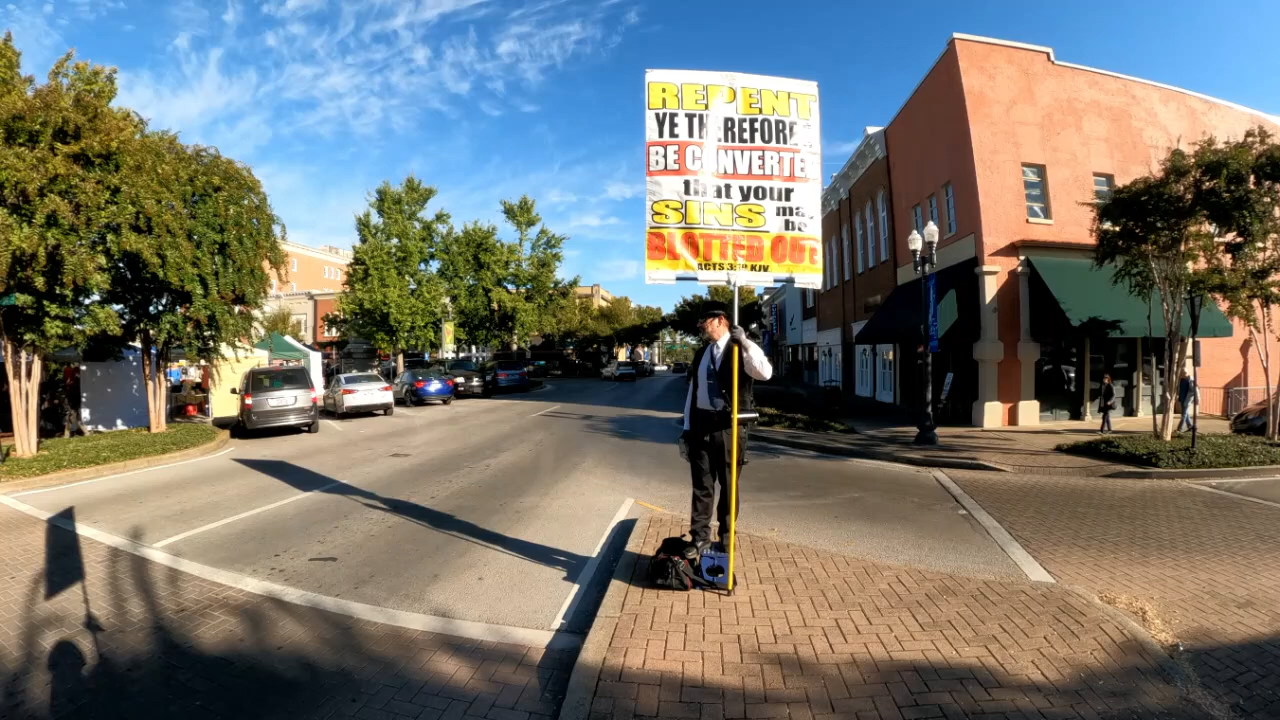 REPENT
YE THEREFORE
BE CONVERTED
that your
SINS may
be
BLOTTED OUT
ACTS 3:19 KJV